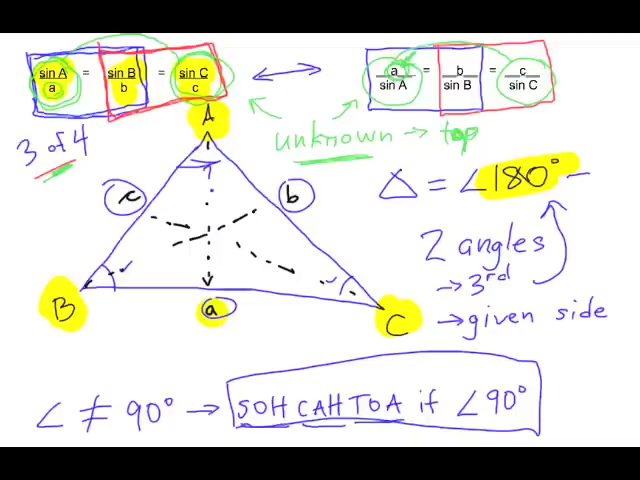 sin A = sin B = sin C
a b c
a = b = c
sin A sin B sin C
3 of 4
unknown → top
A
c
b
B
a
C
△ = ∠180°
2 angles
→ 3rd
→ given side
∠ ≠ 90° → SOH CAH TOA if ∠90°